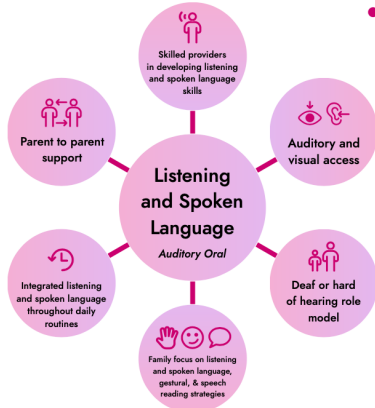 Skilled providers
in developing listening
and spoken language
skills
Parent to parent
support
Auditory and
visual access
Listening
and Spoken
Language
Auditory Oral
Integrated listening
and spoken language
throughout daily
routines
Deaf or hard
of hearing role
model
Family focus on listening
and spoken language,
gestural, & speech
reading strategies